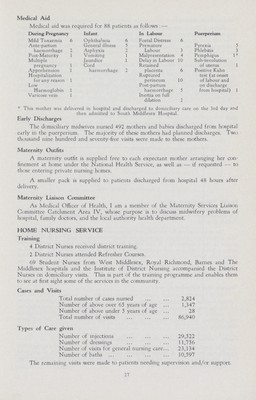 Medical Aid
Medical aid was required for 88 patients as follows:—
During Pregnancy Infant In Labour Puerperium
Mild Toxaemia 6 Ophthalmia 6 Foetal Distress 6
Ante-partum General illness 3 Premature Pyrexia 3
haemorrhage 2 Asphyxia 3 Labour 6 Phlebitis 1
Post-Maturity 1 Vomiting 2 Malpresentation 4 Pemphigus 1*
Multiple Jaundice 1 Delay in Labour 10 Sub-involution
pregnancy 1 Cord Retained of uterus 1
Apprehension 1 haemorrhage 1 placenta 6 Positive Kahn
Hospitalisation Ruptured test (at onset
for any reason 1 perineum 10 of labour and
Low Post-partum on discharge
Haemoglobin 1 haemorrhage 5 from hospital) 1
Varicose vein 1 Inertia on full
dilation 2
* This mother was delivered in hospital and discharged to domiciliary care on the 3rd day and
then admitted to South Middlesex Hospital.
Early Discharges
The domiciliary midwives nursed 492 mothers and babies discharged from hospital
early in the puerperium. The majority of these mothers had planned discharges. Two
thousand nine hundred and seventy-five visits were made to these mothers.
Maternity Outfits
A maternity outfit is supplied free to each expectant mother arranging her con-
finement at home under the National Health Service, as well as — if requested — to
those entering private nursing homes.
A smaller pack is supplied to patients discharged from hospital 48 hours after
delivery.
Maternity Liaison Committee
As Medical Officer of Health, I am a member of the Maternity Services Liaison
Committee Catchment Area IV, whose purpose is to discuss midwifery problems of
hospital, family doctors, and the local authority health department.
HOME NURSING SERVICE
Training
4 District Nurses received district training.
2 District Nurses attended Refresher Courses.
69 Student Nurses from West Middlesex, Royal Richmond, Barnes and The
Middlesex hospitals and the Institute of District Nursing accompanied the District
Nurses on domiciliary visits. This is part of the training programme and enables them
to see at first sight some of the services in the community.
Cases and Visits
Total number of cases nursed ... ... 2,824
Number of above over 65 years of age ... 1,547
Number of above under 5 years of age ... 28
Total number of visits ... ... ... 86,940
Types of Care given
Number of injections ... ... ... 29,522
Number of dressings ... ... ... 11,750
Number of visits for general nursing care... 23,154
Number of baths ... ... ... ... 10,597
The remaining visits were made to patients needing supervision and/or support.
27